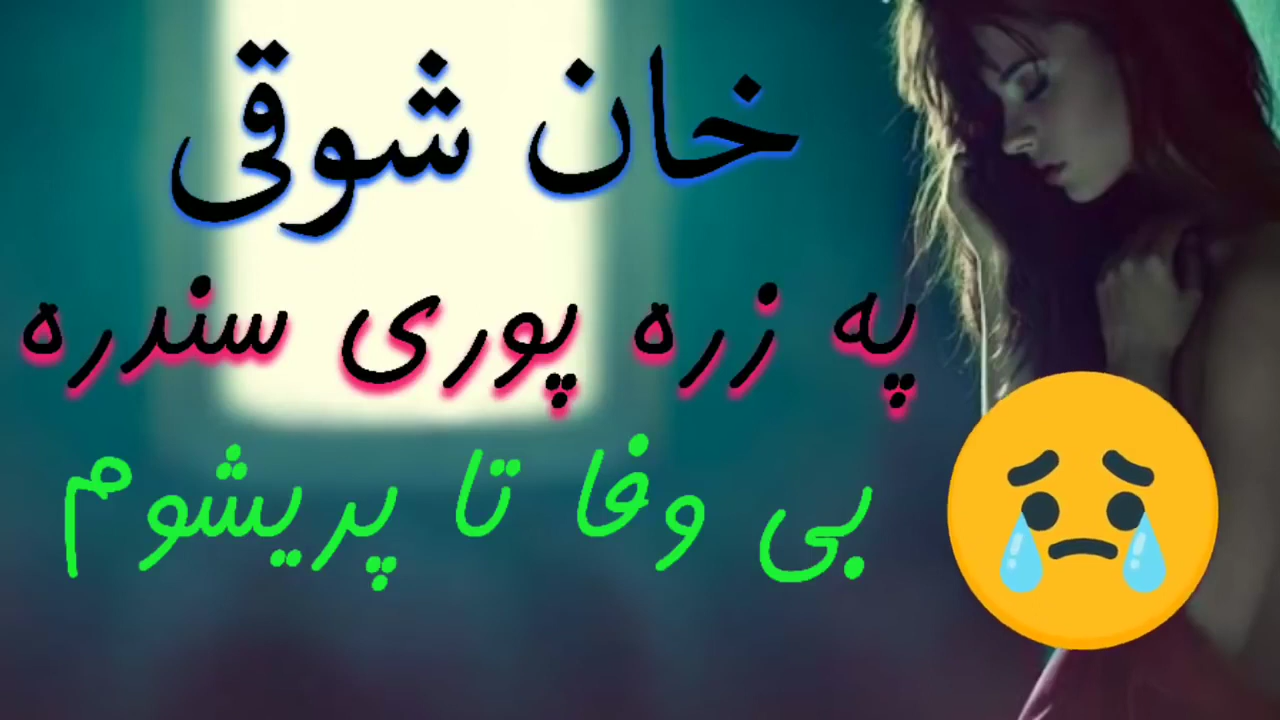 خان شوقی
په زره پوری سندره
بی وفا تا پریشوم